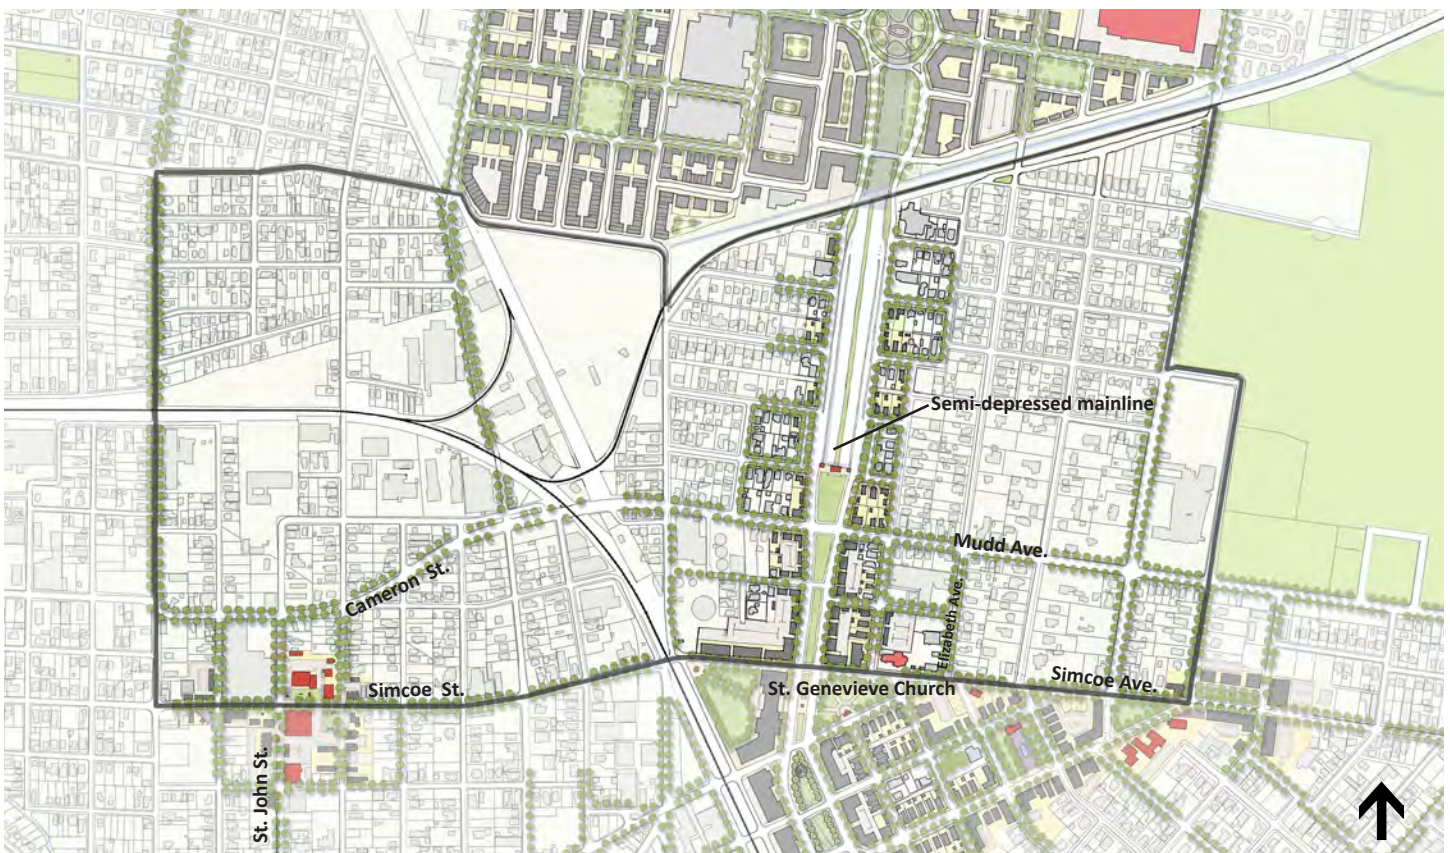 Semi-depressed mainline
Mudd Ave.
Cameron St.
Elizabeth Ave.
Simcoe St.
St. Genevieve Church
Simcoe Ave.
St. John St.